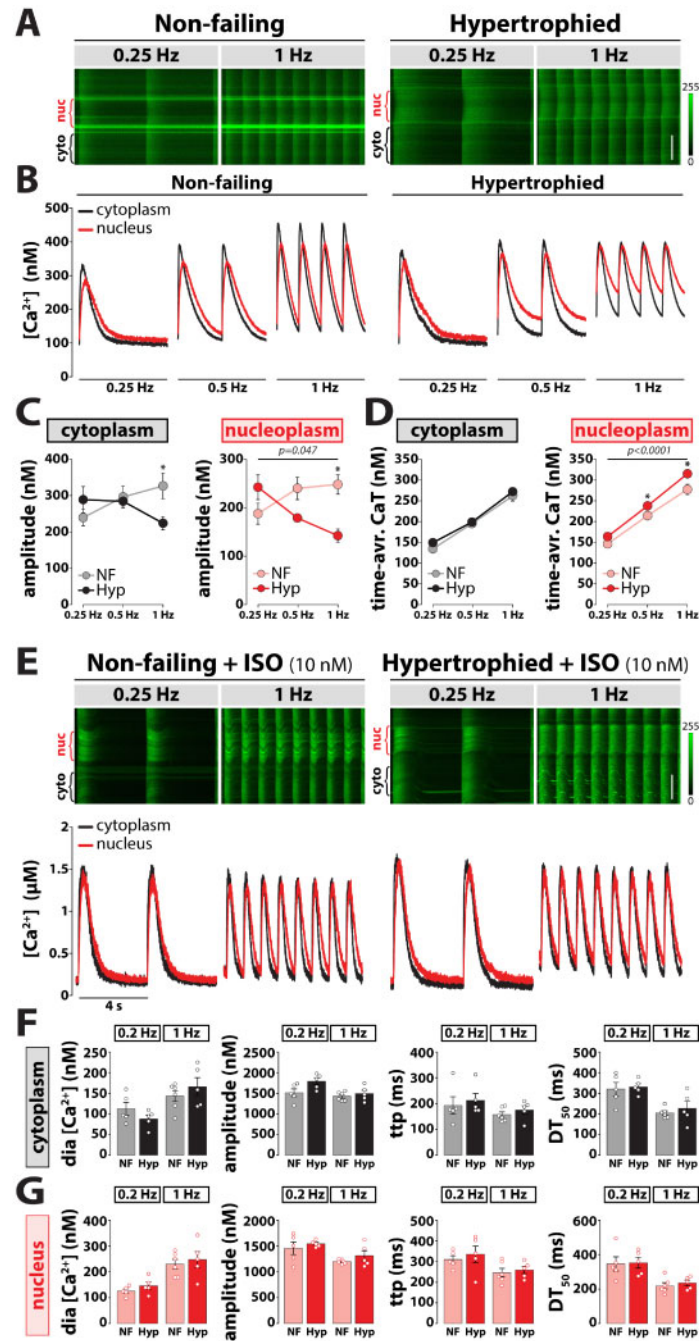 A
Non-failing
Hypertrophied
0.25 Hz
1 Hz
0.25 Hz
1 Hz
nuc
cyto
nuc
cyto
255
0
B
Non-failing
Hypertrophied
cytoplasm
nucleus
[Ca²⁺] (nM)
500
400
300
200
100
0
0.25 Hz
0.5 Hz
1 Hz
0.25 Hz
0.5 Hz
1 Hz
C
cytoplasm
nucleoplasm
D
cytoplasm
nucleoplasm
amplitude (nM)
400
300
200
100
0
*
NF
Hyp
0.25 Hz 0.5 Hz 1 Hz
amplitude (nM)
300
200
100
0
p=0.047
*
NF
Hyp
0.25 Hz 0.5 Hz 1 Hz
time-avr. CaT (nM)
350
300
250
200
150
100
50
0
NF
Hyp
0.25 Hz 0.5 Hz 1 Hz
time-avr. CaT (nM)
350
300
250
200
150
100
50
0
p<0.0001
*
*
NF
Hyp
0.25 Hz 0.5 Hz 1 Hz
E
Non-failing + ISO (10 nM)
Hypertrophied + ISO (10 nM)
0.25 Hz
1 Hz
0.25 Hz
1 Hz
nuc
cyto
nuc
cyto
255
0
cytoplasm
nucleus
[Ca²⁺] (µM)
2
1.5
1
0.5
0
4 s
F
cytoplasm
0.2 Hz 1 Hz
dia [Ca²⁺] (nM)
250
200
150
100
50
0
NF Hyp NF Hyp
0.2 Hz 1 Hz
amplitude (nM)
2500
2000
1500
1000
500
0
NF Hyp NF Hyp
0.2 Hz 1 Hz
ttp (ms)
400
300
200
100
0
NF Hyp NF Hyp
0.2 Hz 1 Hz
DT₅₀ (ms)
500
400
300
200
100
0
NF Hyp NF Hyp
G
nucleus
0.2 Hz 1 Hz
dia [Ca²⁺] (nM)
400
300
200
100
0
NF Hyp NF Hyp
0.2 Hz 1 Hz
amplitude (nM)
2000
1500
1000
500
0
NF Hyp NF Hyp
0.2 Hz 1 Hz
ttp (ms)
500
400
300
200
100
0
NF Hyp NF Hyp
0.2 Hz 1 Hz
DT₅₀ (ms)
600
400
200
0
NF Hyp NF Hyp